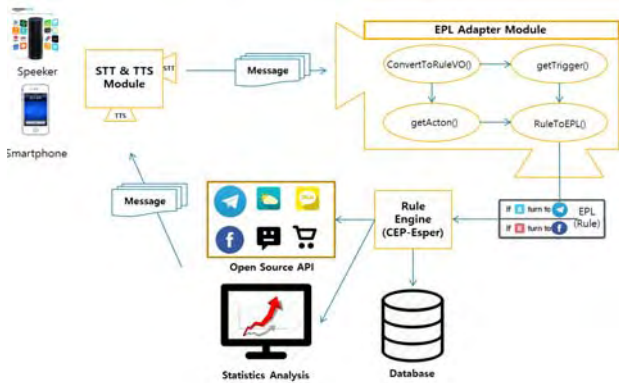 EPL Adapter Module
Speeker
STT & TTS
Module
STT
TTS
Message
ConvertToRuleVO()
getTrigger()
getActon()
RuleToEPL()
Smartphone
Message
Rule
Engine
(CEP-Esper)
If turn to
If turn to
EPL
(Rule)
Open Source API
Statistics Analysis
Database